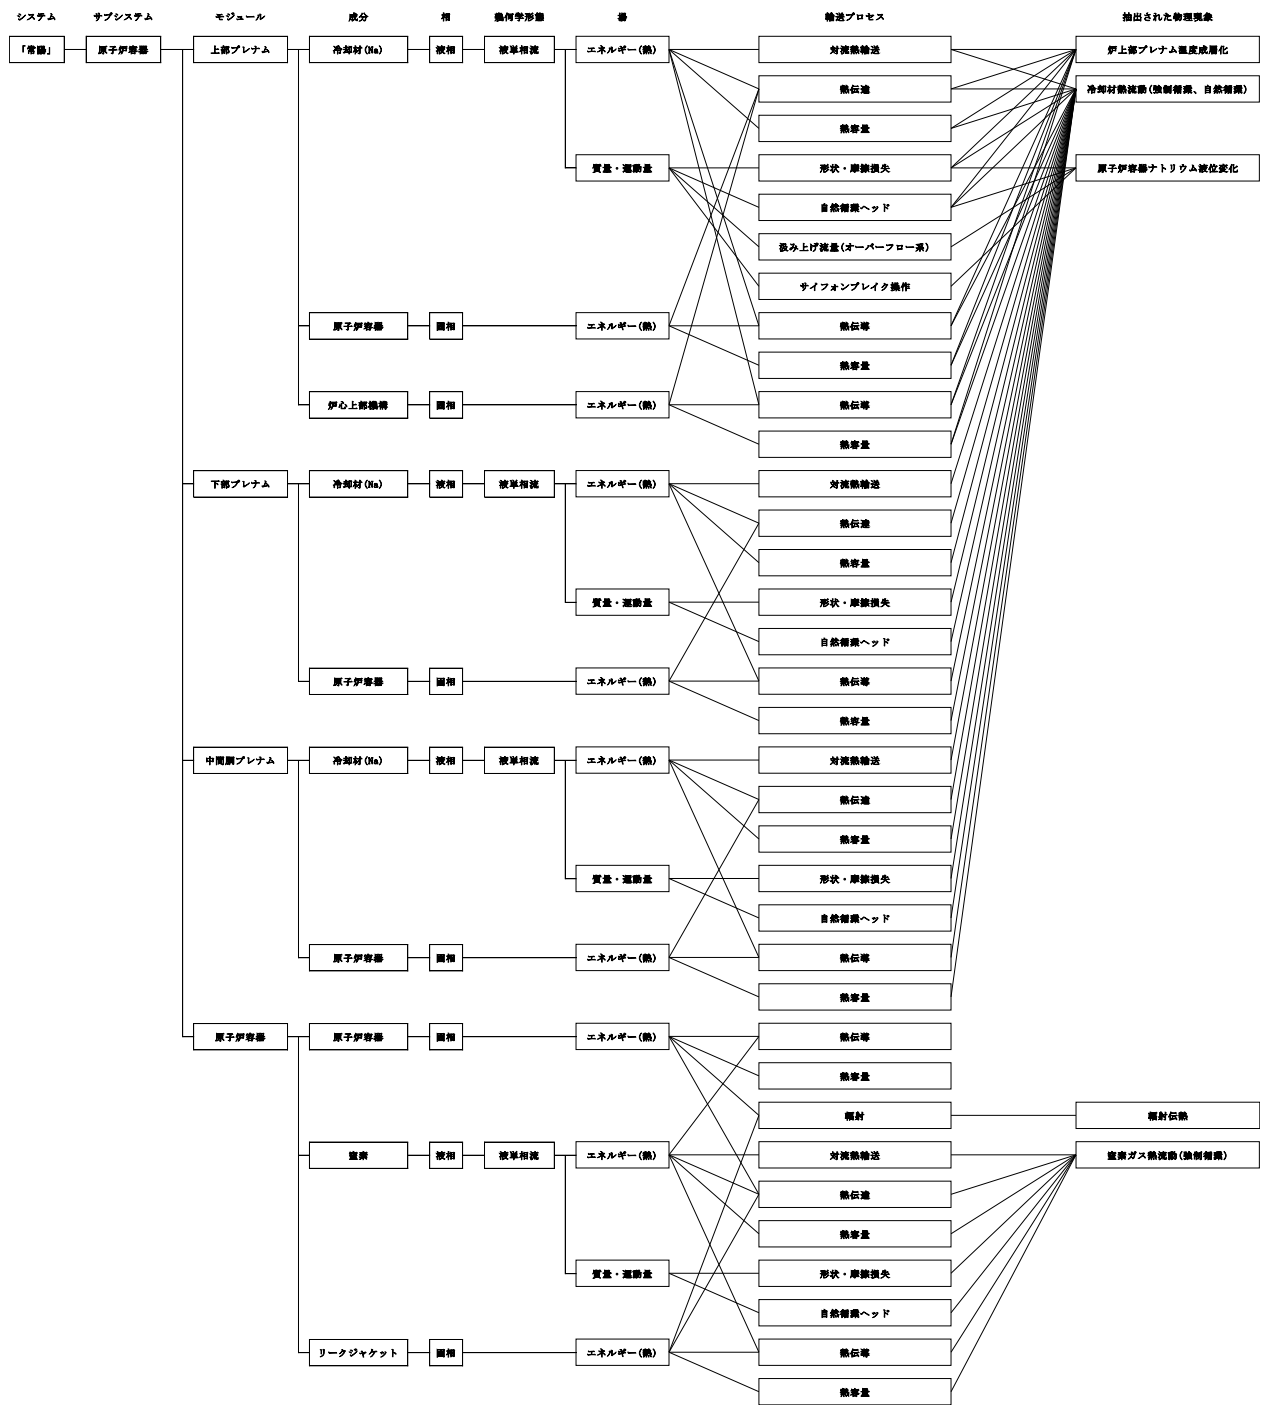 システム サブシステム モジュール 成分 相 幾何学形態 場 輸送プロセス 抽出された物理現象
「常陽」 原子炉容器 上部プレナム 冷却材(Na) 液相 液単相流 エネルギー(熱) 対流熱輸送 炉上部プレナム温度成層化
熱伝達 冷却材熱流動(強制循環、自然循環)
熱容量
質量・運動量 形状・摩擦損失 原子炉容器ナトリウム液位変化
自然循環ヘッド
汲み上げ流量(オーバーフロー系)
サイフォンブレイク操作
原子炉容器 固相 エネルギー(熱) 熱伝導
熱容量
炉心上部機構 固相 エネルギー(熱) 熱伝導
熱容量
下部プレナム 冷却材(Na) 液相 液単相流 エネルギー(熱) 対流熱輸送
熱伝達
熱容量
質量・運動量 形状・摩擦損失
自然循環ヘッド
原子炉容器 固相 エネルギー(熱) 熱伝導
熱容量
中間胴プレナム 冷却材(Na) 液相 液単相流 エネルギー(熱) 対流熱輸送
熱伝達
熱容量
質量・運動量 形状・摩擦損失
自然循環ヘッド
原子炉容器 固相 エネルギー(熱) 熱伝導
熱容量
原子炉容器 原子炉容器 固相 エネルギー(熱) 熱伝導
熱容量
輻射 輻射伝熱
窒素 液相 液単相流 エネルギー(熱) 対流熱輸送 窒素ガス熱流動(強制循環)
熱伝達
熱容量
質量・運動量 形状・摩擦損失
自然循環ヘッド
リークジャケット 固相 エネルギー(熱) 熱伝導
熱容量